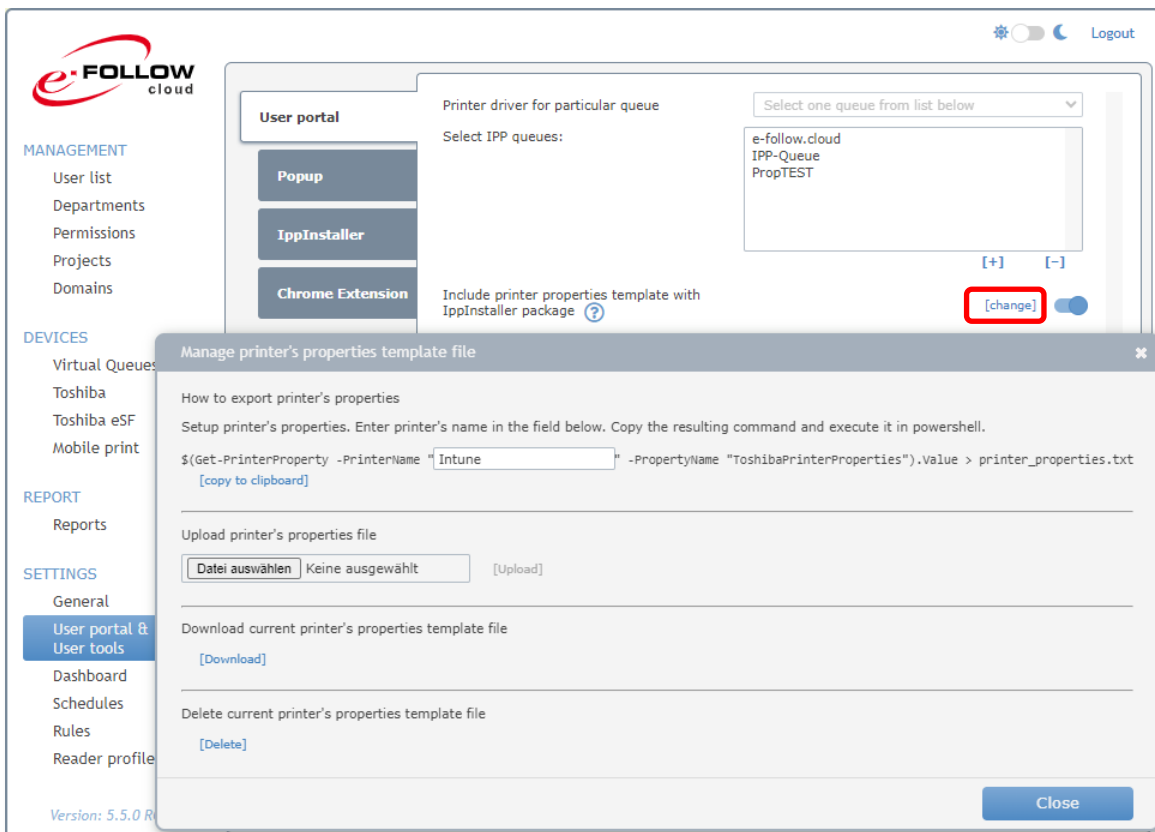 Logout
e-FOLLOW
cloud
MANAGEMENT
User list
Departments
Permissions
Projects
Domains
DEVICES
Virtual Queues
Toshiba
Toshiba eSF
Mobile print
REPORT
Reports
SETTINGS
General
User portal &
User tools
Dashboard
Schedules
Rules
Reader profile
Version: 5.5.0
User portal
Popup
IppInstaller
Chrome Extension
Printer driver for particular queue
Select one queue from list below
Select IPP queues:
e-follow.cloud
IPP-Queue
PropTEST
[+] [-]
Include printer properties template with
IppInstaller package ?
[change]
Manage printer's properties template file
How to export printer's properties
Setup printer's properties. Enter printer's name in the field below. Copy the resulting command and execute it in powershell.
$(Get-PrinterProperty -PrinterName "Intune" -PropertyName "ToshibaPrinterProperties").Value > printer_properties.txt
[copy to clipboard]
Upload printer's properties file
Datei auswählen Keine ausgewählt [Upload]
Download current printer's properties template file
[Download]
Delete current printer's properties template file
[Delete]
Close